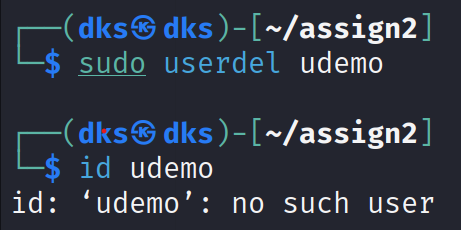 ┌──(dks㉿dks)-[~/assign2]
└─$ sudo userdel udemo
┌──(dks㉿dks)-[~/assign2]
└─$ id udemo
id: ‘udemo’: no such user